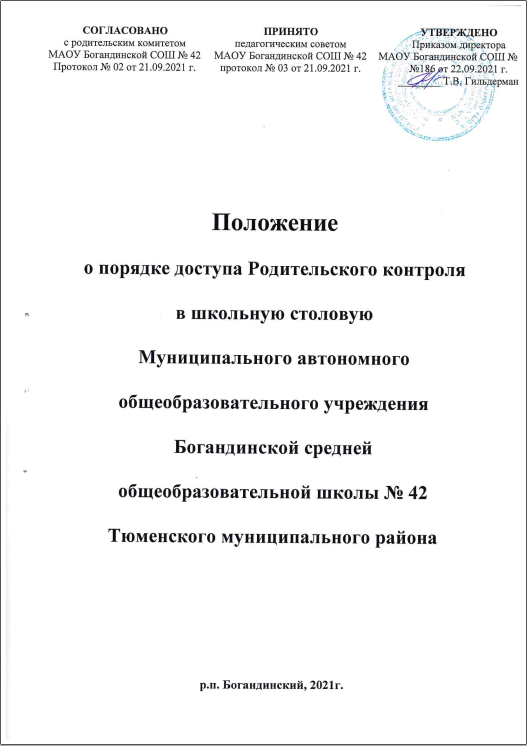 СОГЛАСОВАНО
с родительским комитетом
МАОУ Богандинской СОШ № 42
Протокол № 02 от 21.09.2021 г.
ПРИНЯТО
педагогическим советом
МАОУ Богандинской СОШ № 42
протокол № 03 от 21.09.2021 г.
УТВЕРЖДЕНО
Приказом директора
МАОУ Богандинской СОШ №
№186 от 22.09.2021 г.
Т.В. Гильдерман
Положение
о порядке доступа Родительского контроля
в школьную столовую
Муниципального автономного
общеобразовательного учреждения
Богандинской средней
общеобразовательной школы № 42
Тюменского муниципального района
р.п. Богандинский, 2021г.